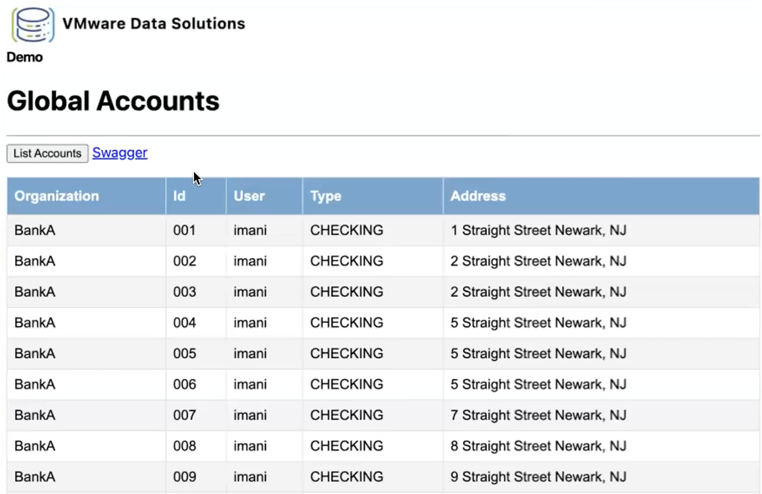 VMware Data Solutions
Demo
Global Accounts
List Accounts Swagger
Organization Id User Type Address
BankA 001 imani CHECKING 1 Straight Street Newark, NJ
BankA 002 imani CHECKING 2 Straight Street Newark, NJ
BankA 003 imani CHECKING 2 Straight Street Newark, NJ
BankA 004 imani CHECKING 5 Straight Street Newark, NJ
BankA 005 imani CHECKING 5 Straight Street Newark, NJ
BankA 006 imani CHECKING 5 Straight Street Newark, NJ
BankA 007 imani CHECKING 7 Straight Street Newark, NJ
BankA 008 imani CHECKING 8 Straight Street Newark, NJ
BankA 009 imani CHECKING 9 Straight Street Newark, NJ